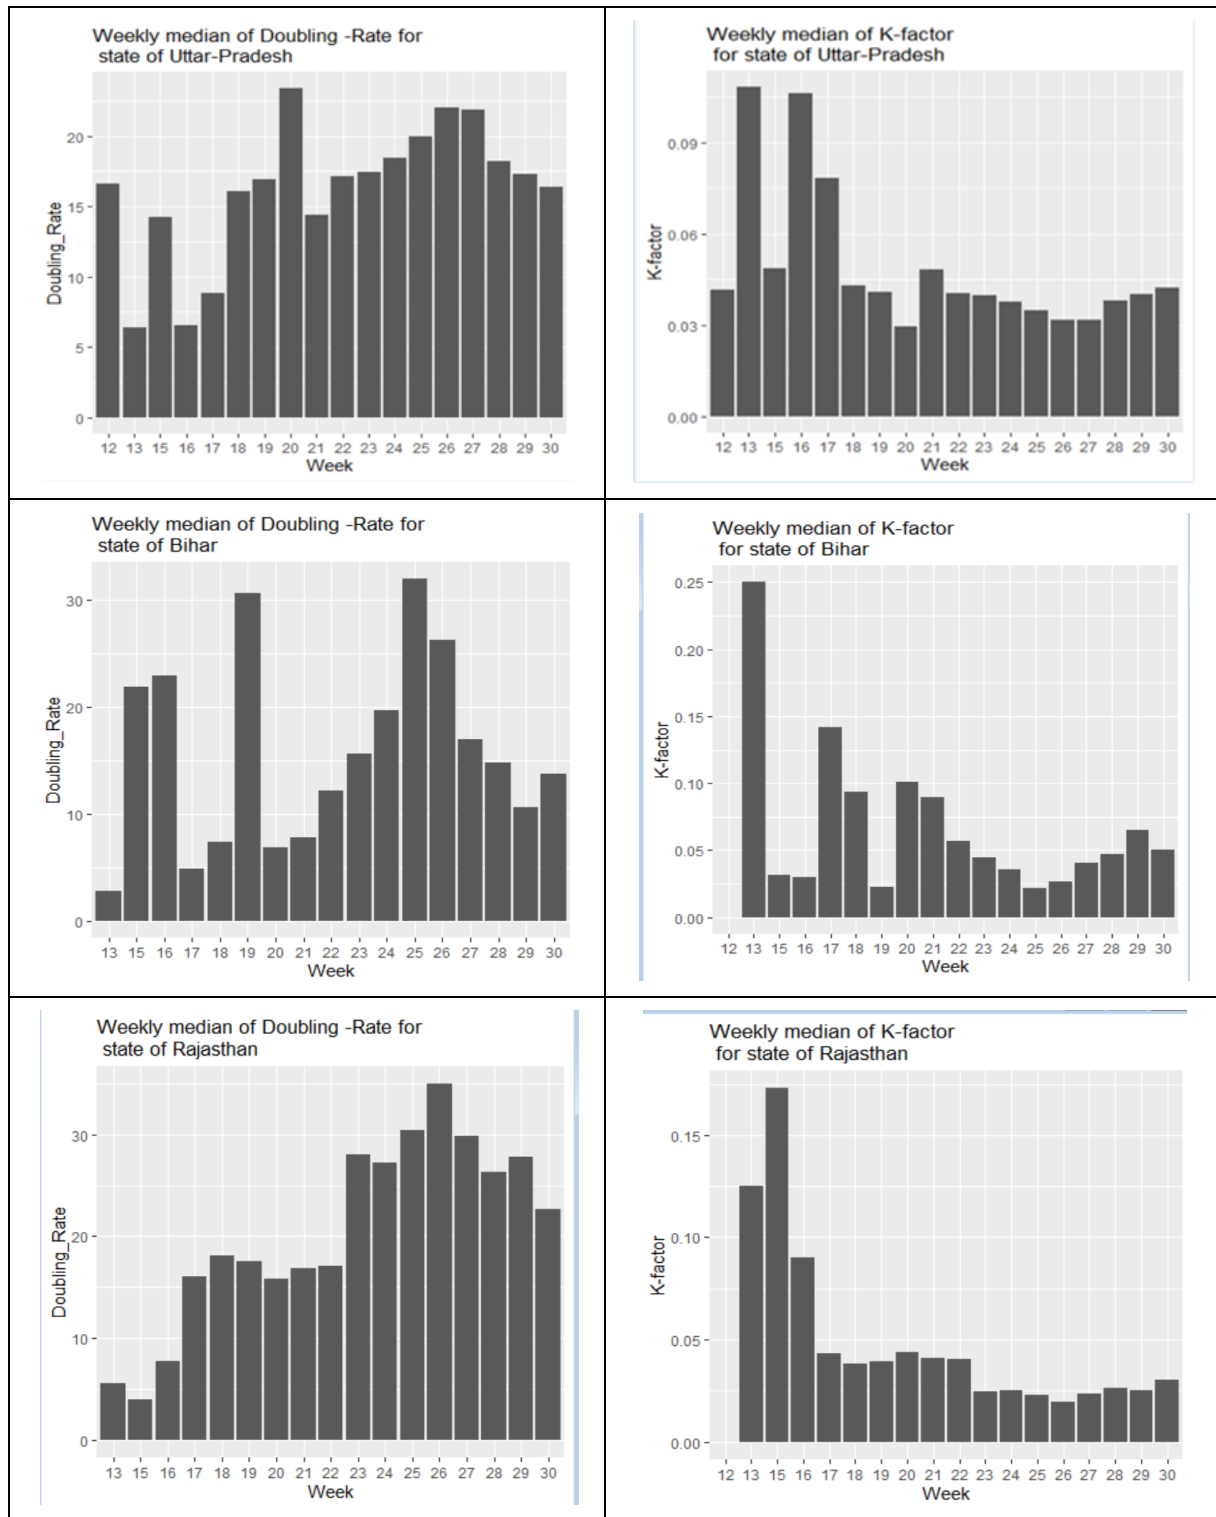 Weekly median of Doubling -Rate for
state of Uttar-Pradesh
Doubling_Rate
20
15
10
5
0
12 13 15 16 17 18 19 20 21 22 23 24 25 26 27 28 29 30
Week
Weekly median of K-factor
for state of Uttar-Pradesh
K-factor
0.09
0.06
0.03
0.00
12 13 15 16 17 18 19 20 21 22 23 24 25 26 27 28 29 30
Week
Weekly median of Doubling -Rate for
state of Bihar
Doubling_Rate
30
20
10
0
13 15 16 17 18 19 20 21 22 23 24 25 26 27 28 29 30
Week
Weekly median of K-factor
for state of Bihar
K-factor
0.25
0.20
0.15
0.10
0.05
0.00
12 13 15 16 17 18 19 20 21 22 23 24 25 26 27 28 29 30
Week
Weekly median of Doubling -Rate for
state of Rajasthan
Doubling_Rate
30
20
10
0
13 15 16 17 18 19 20 21 22 23 24 25 26 27 28 29 30
Week
Weekly median of K-factor
for state of Rajasthan
K-factor
0.15
0.10
0.05
0.00
12 13 15 16 17 18 19 20 21 22 23 24 25 26 27 28 29 30
Week